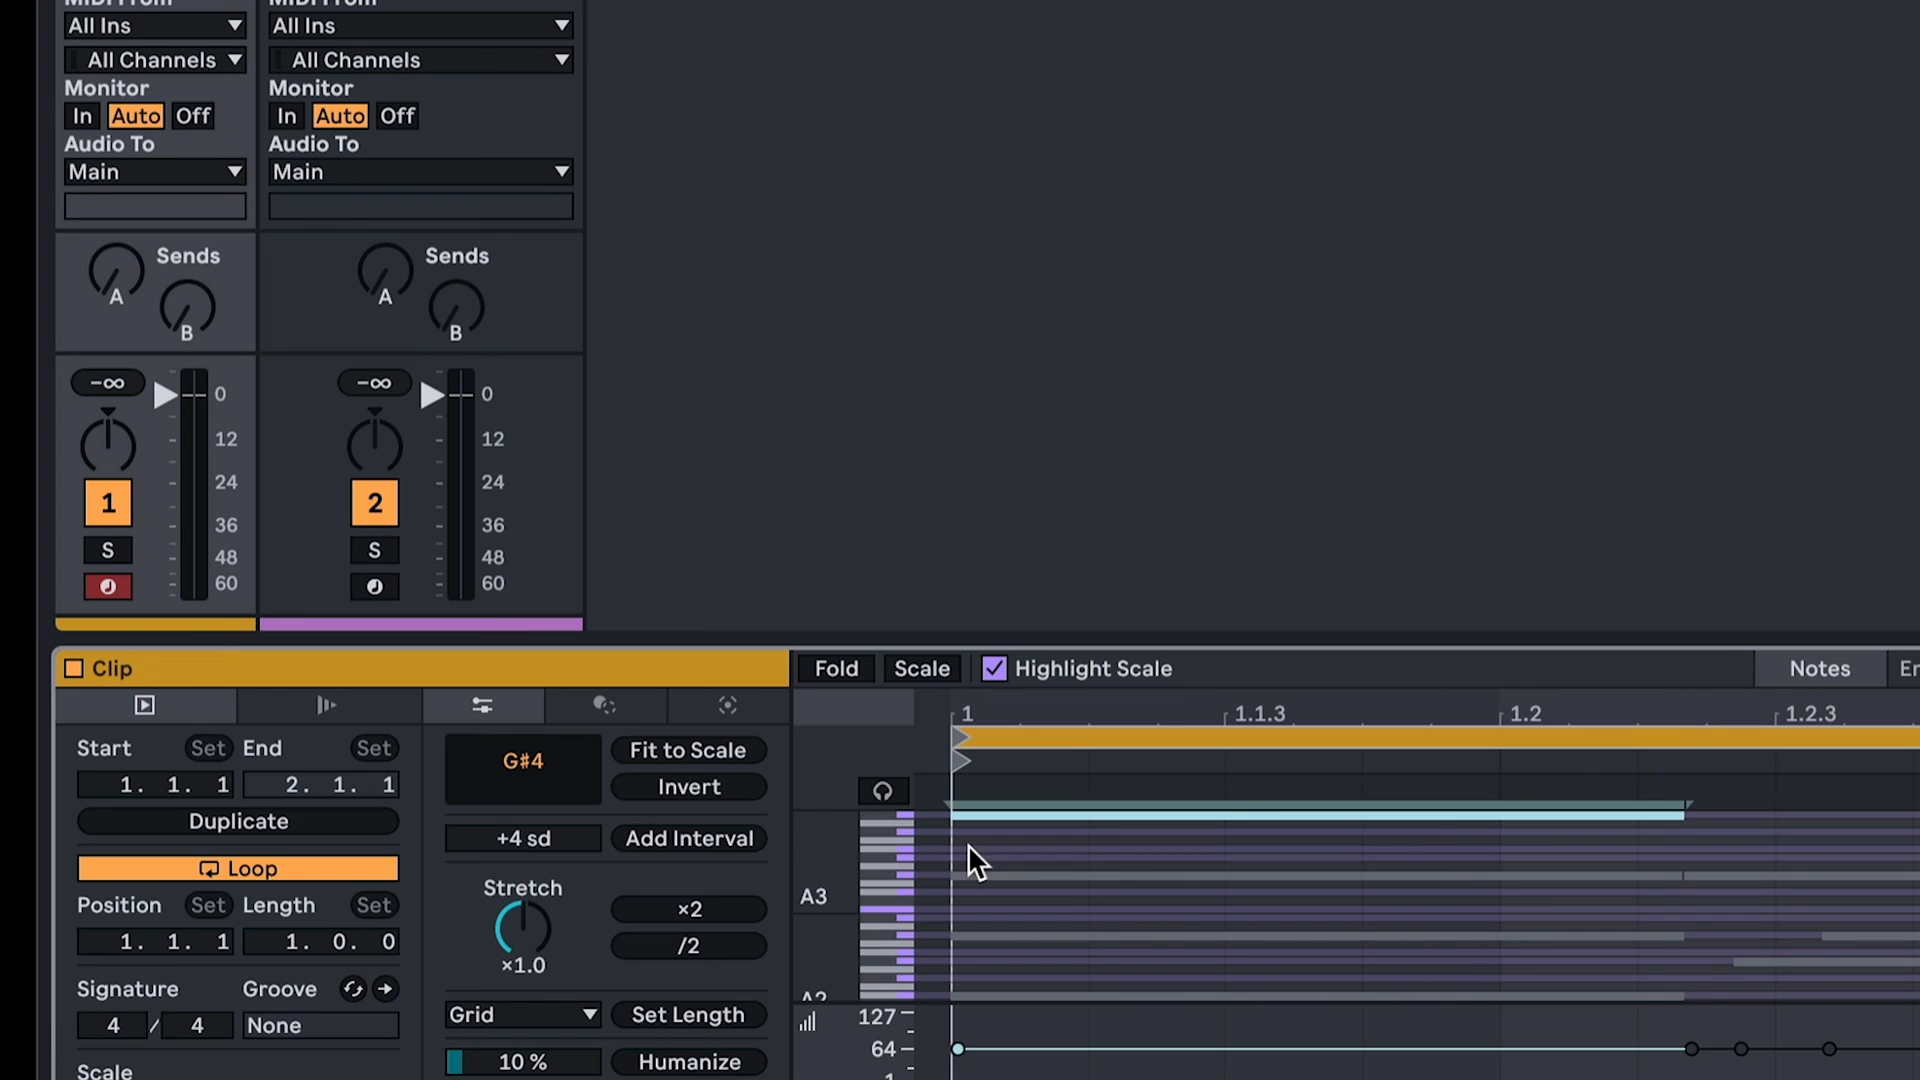 All Ins
All Ins
All Channels
All Channels
Monitor
Monitor
In Auto Off
In Auto Off
Audio To
Audio To
Main
Main
Sends
Sends
A
A
B
B
-∞ 0
-∞ 0
12
12
24
24
1
2
36
36
S 48
S 48
60
60
Clip
Fold Scale Highlight Scale Notes
1 1.1.3 1.2 1.2.3
Start Set End Set
1. 1. 1 2. 1. 1
Duplicate
Loop
Position Set Length Set
1. 1. 1 1. 0. 0
Signature Groove
4 / 4 None
Scale
G#4 Fit to Scale
Invert
+4 sd Add Interval
Stretch
×2
/2
×1.0
Grid Set Length
10 % Humanize
A3
127
64